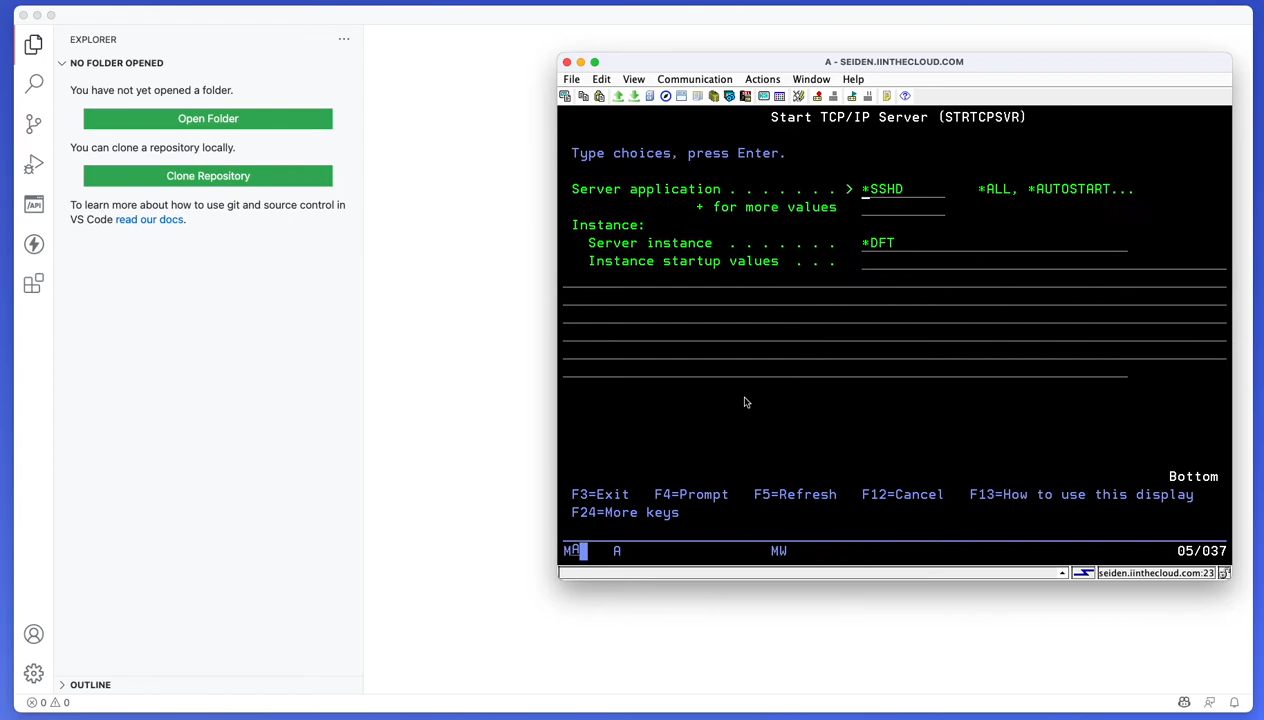 EXPLORER
NO FOLDER OPENED
You have not yet opened a folder.
Open Folder
You can clone a repository locally.
Clone Repository
To learn more about how to use git and source control in
VS Code read our docs.
/API
OUTLINE
0 0
A - SEIDEN.IINTHECLOUD.COM
File Edit View Communication Actions Window Help
Start TCP/IP Server (STRTCPSVR)
Type choices, press Enter.
Server application . . . . . . . > *SSHD *ALL, *AUTOSTART...
+ for more values
Instance:
Server instance . . . . . . . *DFT
Instance startup values . . .
Bottom
F3=Exit F4=Prompt F5=Refresh F12=Cancel F13=How to use this display
F24=More keys
MA A MW 05/037
seiden.iinthecloud.com:23